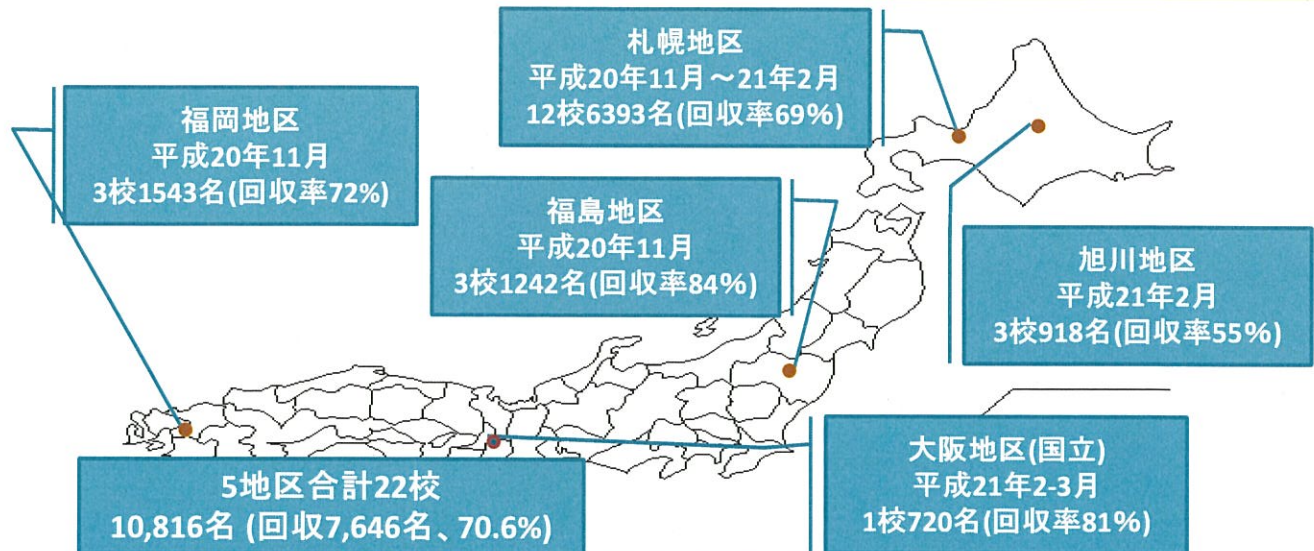 札幌地区
平成20年11月～21年2月
12校6393名(回収率69%)
福岡地区
平成20年11月
3校1543名(回収率72%)
福島地区
平成20年11月
3校1242名(回収率84%)
旭川地区
平成21年2月
3校918名(回収率55%)
大阪地区(国立)
平成21年2-3月
1校720名(回収率81%)
5地区合計22校
10,816名 (回収7,646名、70.6%)